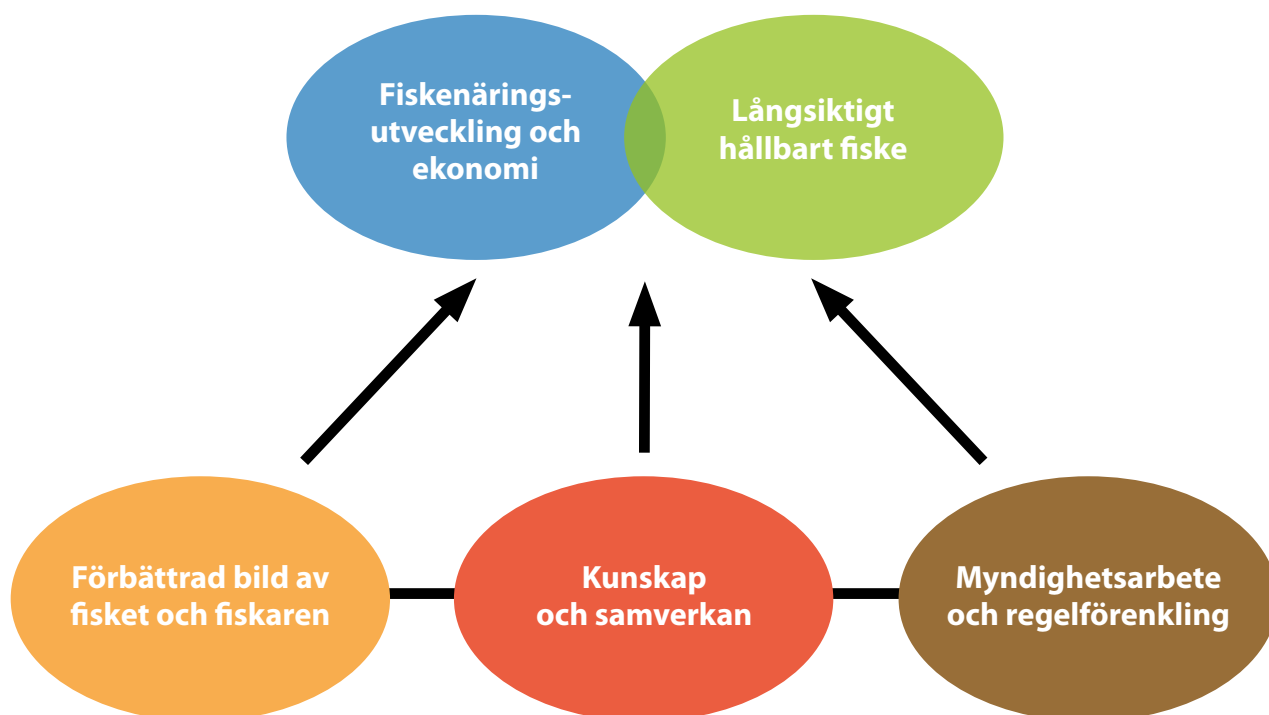 Fiskenärings-
utveckling och
ekonomi
Långsiktigt
hållbart fiske
Förbättrad bild av
fisket och fiskaren
Kunskap
och samverkan
Myndighetsarbete
och regelförenkling